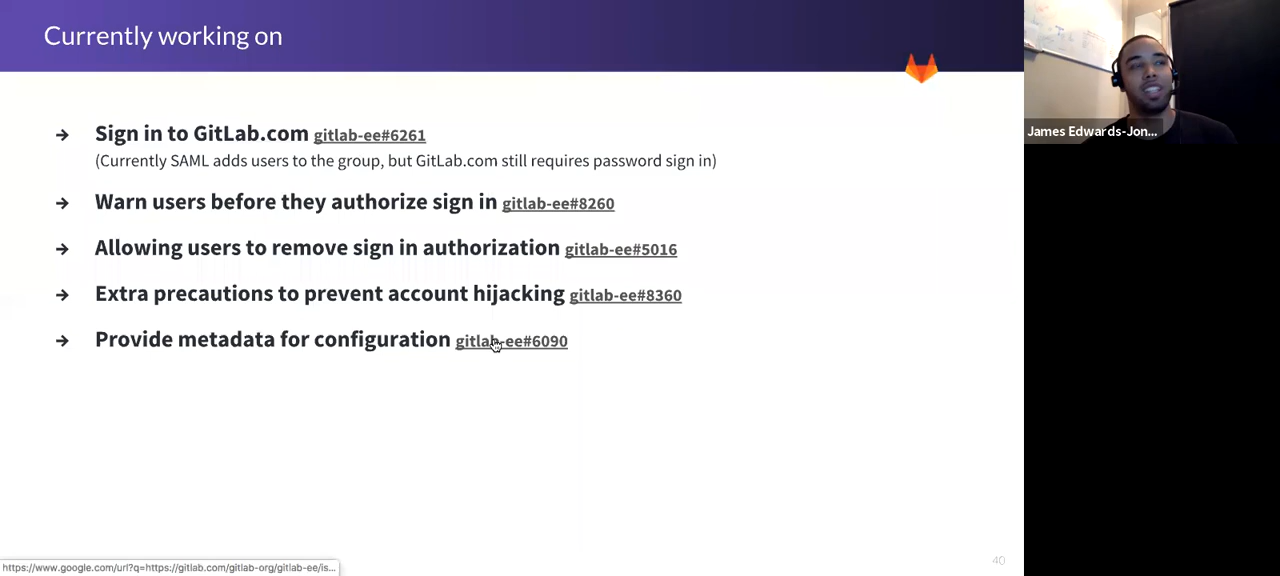 Currently working on
→ Sign in to GitLab.com gitlab-ee#6261
(Currently SAML adds users to the group, but GitLab.com still requires password sign in)
→ Warn users before they authorize sign in gitlab-ee#8260
→ Allowing users to remove sign in authorization gitlab-ee#5016
→ Extra precautions to prevent account hijacking gitlab-ee#8360
→ Provide metadata for configuration gitlab-ee#6090
James Edwards-Jon...
40
https://www.google.com/url?q=https://gitlab.com/gitlab-org/gitlab-ee/is...